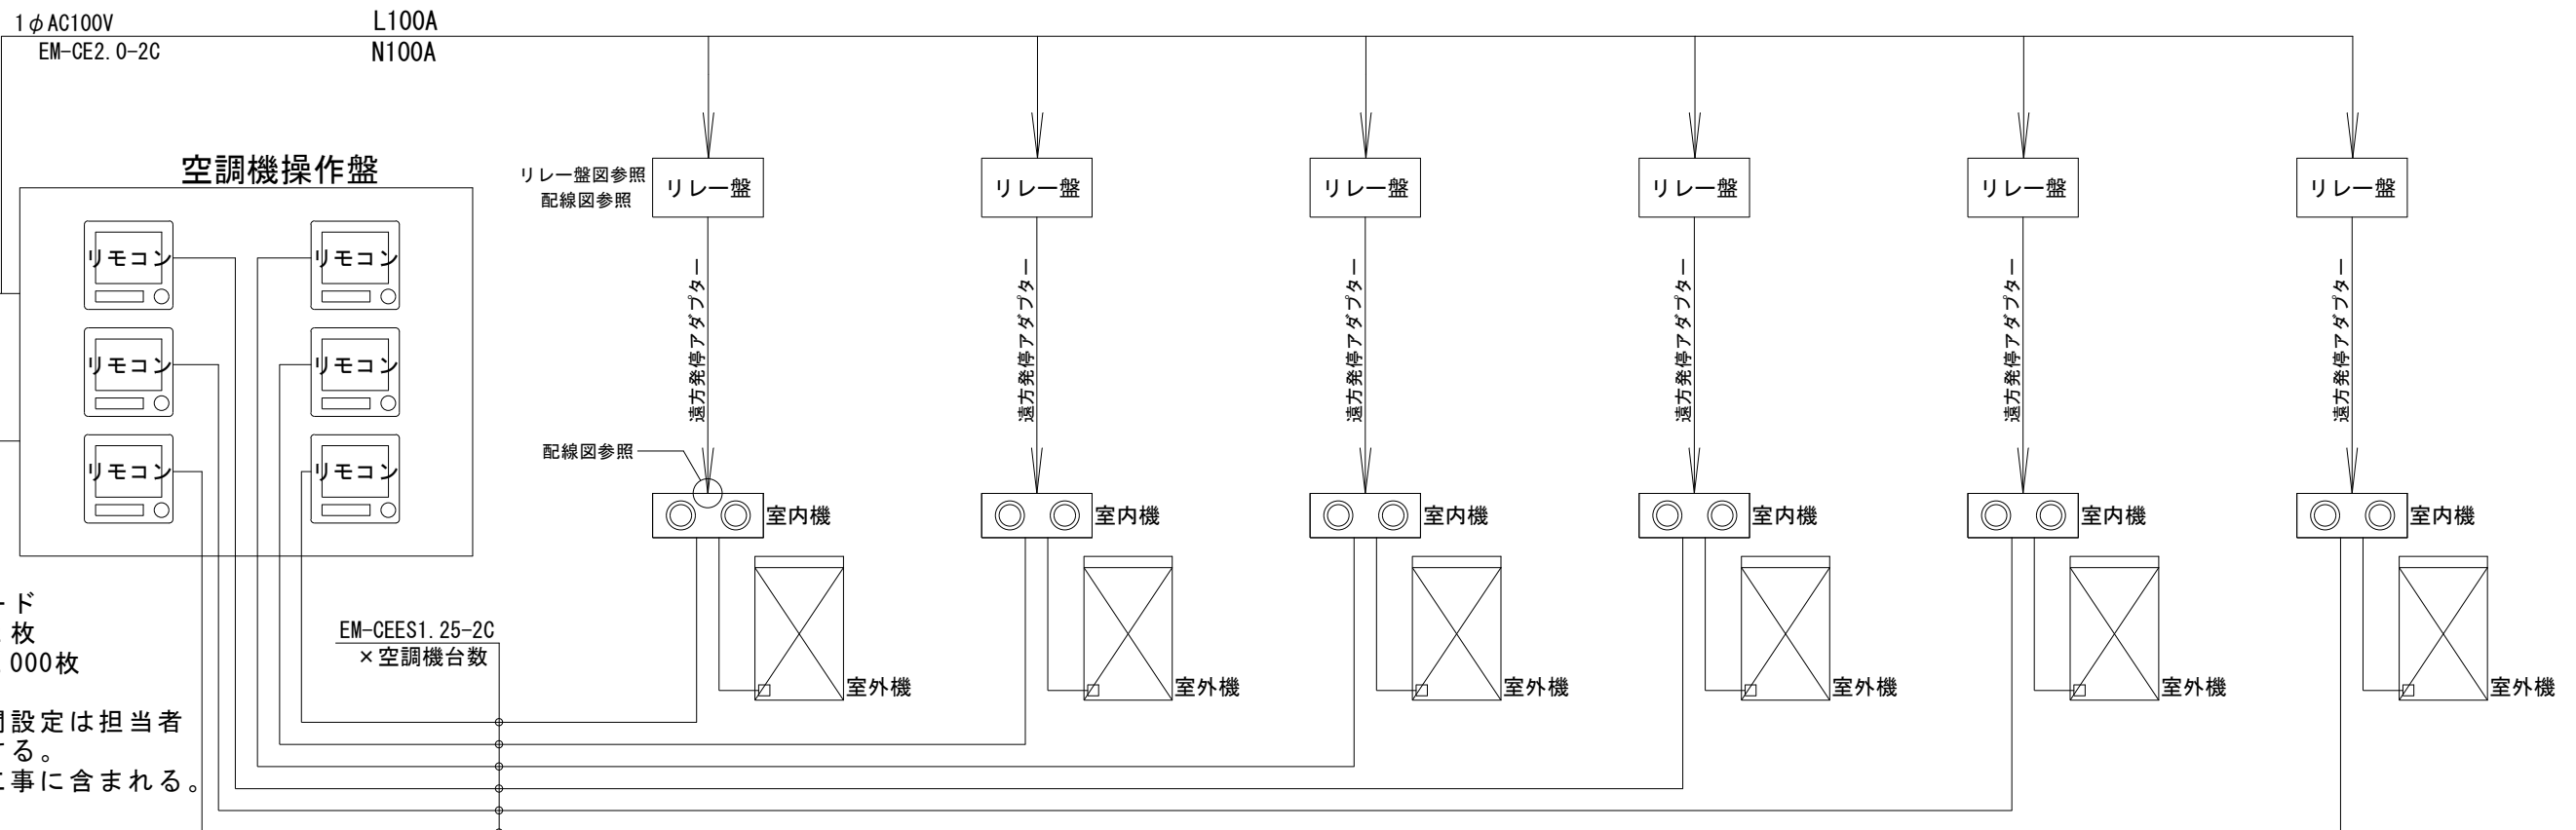 1φAC100V
EM-CE2.0-2C
L100A
N100A
空調機操作盤
リモコン
リモコン
リモコン
リモコン
リモコン
リモコン
リレー盤図参照
配線図参照
リレー盤
リレー盤
リレー盤
リレー盤
リレー盤
リレー盤
遠方発停アダプター
遠方発停アダプター
遠方発停アダプター
遠方発停アダプター
遠方発停アダプター
遠方発停アダプター
配線図参照
室内機
室内機
室内機
室内機
室内機
室内機
室外機
室外機
室外機
室外機
室外機
室外機
EM-CEES1.25-2C
×空調機台数
ード
枚
000枚
設定は担当者
する。
工事に含まれる。